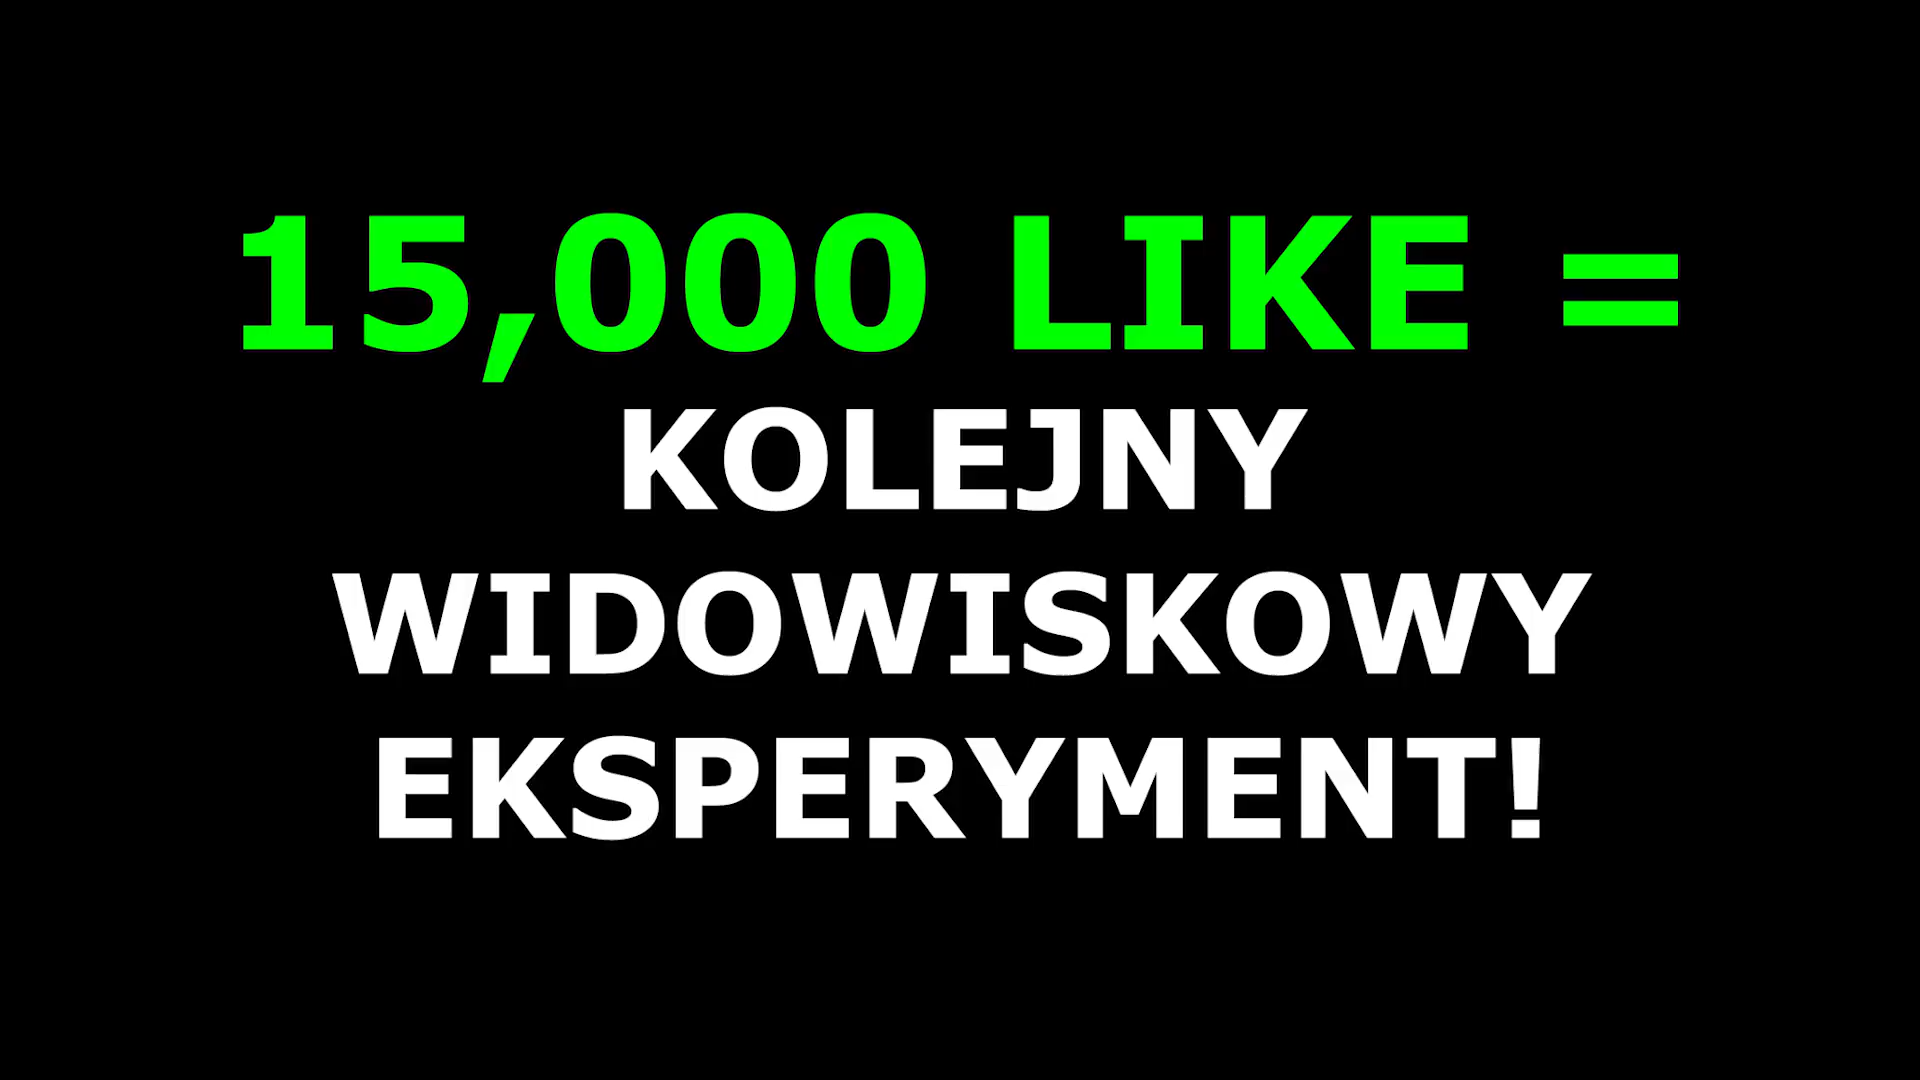 15,000 LIKE =
KOLEJNY
WIDOWISKOWY
EKSPERYMENT!